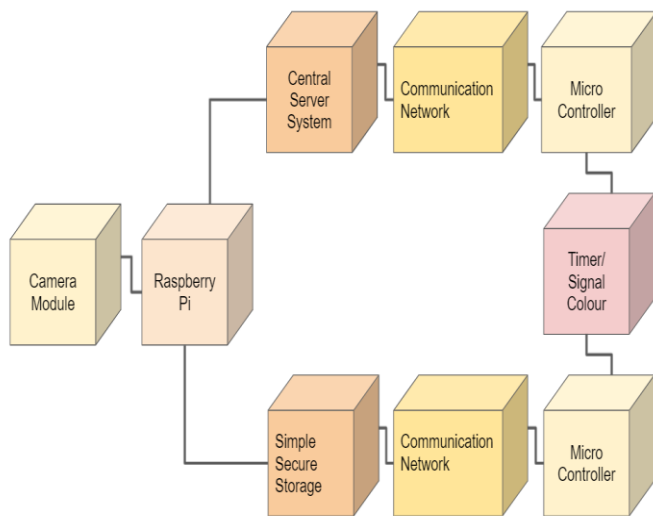 Central
Server
System
Communication
Network
Micro
Controller
Camera
Module
Raspberry
Pi
Timer/
Signal
Colour
Simple
Secure
Storage
Communication
Network
Micro
Controller